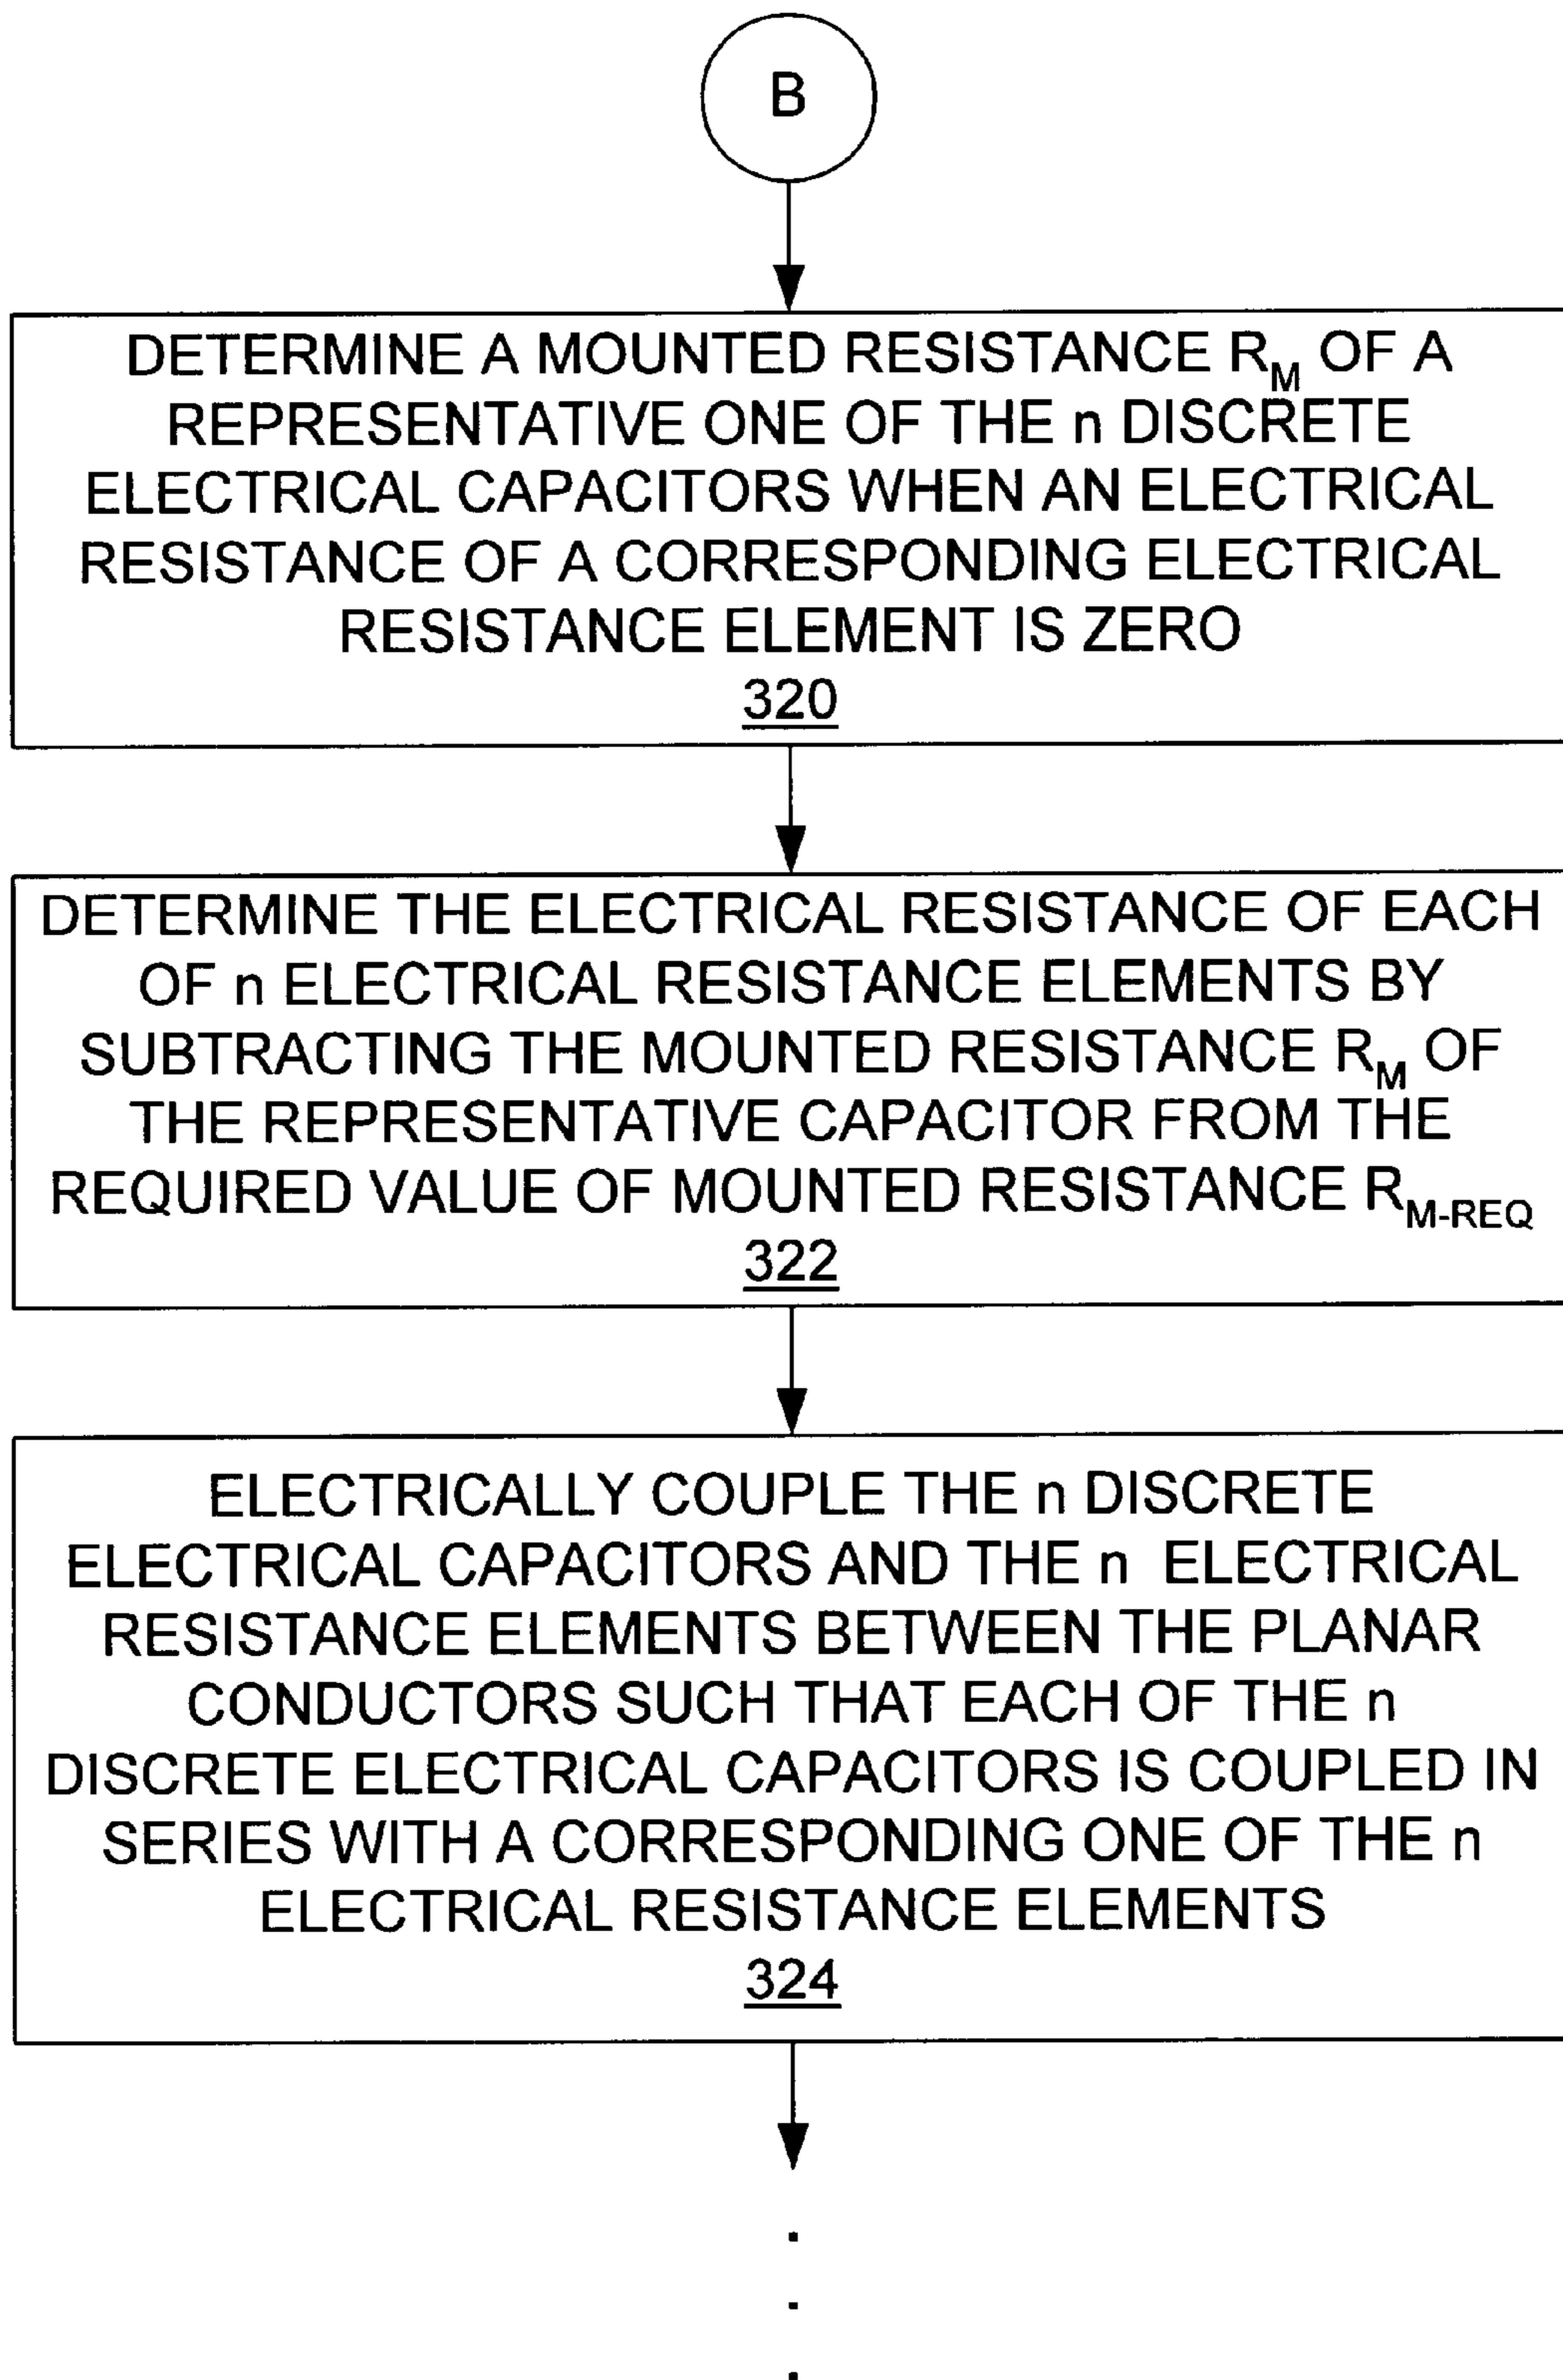 B
DETERMINE A MOUNTED RESISTANCE RM OF A
REPRESENTATIVE ONE OF THE n DISCRETE
ELECTRICAL CAPACITORS WHEN AN ELECTRICAL
RESISTANCE OF A CORRESPONDING ELECTRICAL
RESISTANCE ELEMENT IS ZERO
320
DETERMINE THE ELECTRICAL RESISTANCE OF EACH
OF n ELECTRICAL RESISTANCE ELEMENTS BY
SUBTRACTING THE MOUNTED RESISTANCE RM OF
THE REPRESENTATIVE CAPACITOR FROM THE
REQUIRED VALUE OF MOUNTED RESISTANCE RM-REQ
322
ELECTRICALLY COUPLE THE n DISCRETE
ELECTRICAL CAPACITORS AND THE n ELECTRICAL
RESISTANCE ELEMENTS BETWEEN THE PLANAR
CONDUCTORS SUCH THAT EACH OF THE n
DISCRETE ELECTRICAL CAPACITORS IS COUPLED IN
SERIES WITH A CORRESPONDING ONE OF THE n
ELECTRICAL RESISTANCE ELEMENTS
324